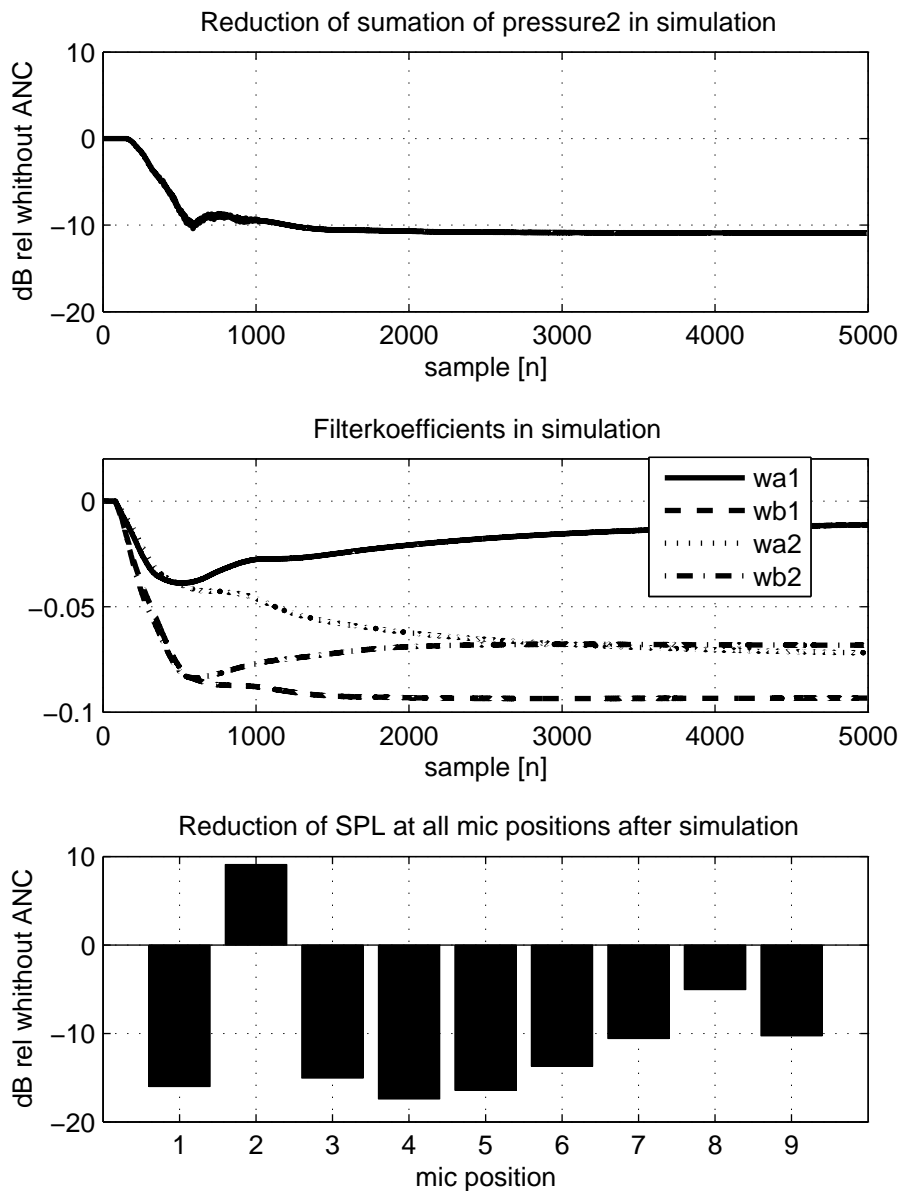 Reduction of sumation of pressure2 in simulation
dB rel whithout ANC
10
0
−10
−20
0 1000 2000 3000 4000 5000
sample [n]
Filterkoefficients in simulation
0
−0.05
−0.1
wa1
wb1
wa2
wb2
0 1000 2000 3000 4000 5000
sample [n]
Reduction of SPL at all mic positions after simulation
dB rel whithout ANC
10
0
−10
−20
1 2 3 4 5 6 7 8 9
mic position